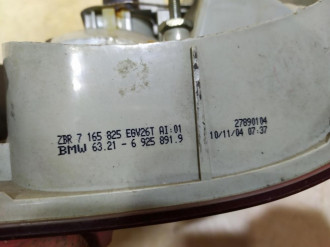 ZBR 7 165 825 EGV26T AI:01
BMW 63.21 - 6 925 891.9
27890104
10/11/04 07:37